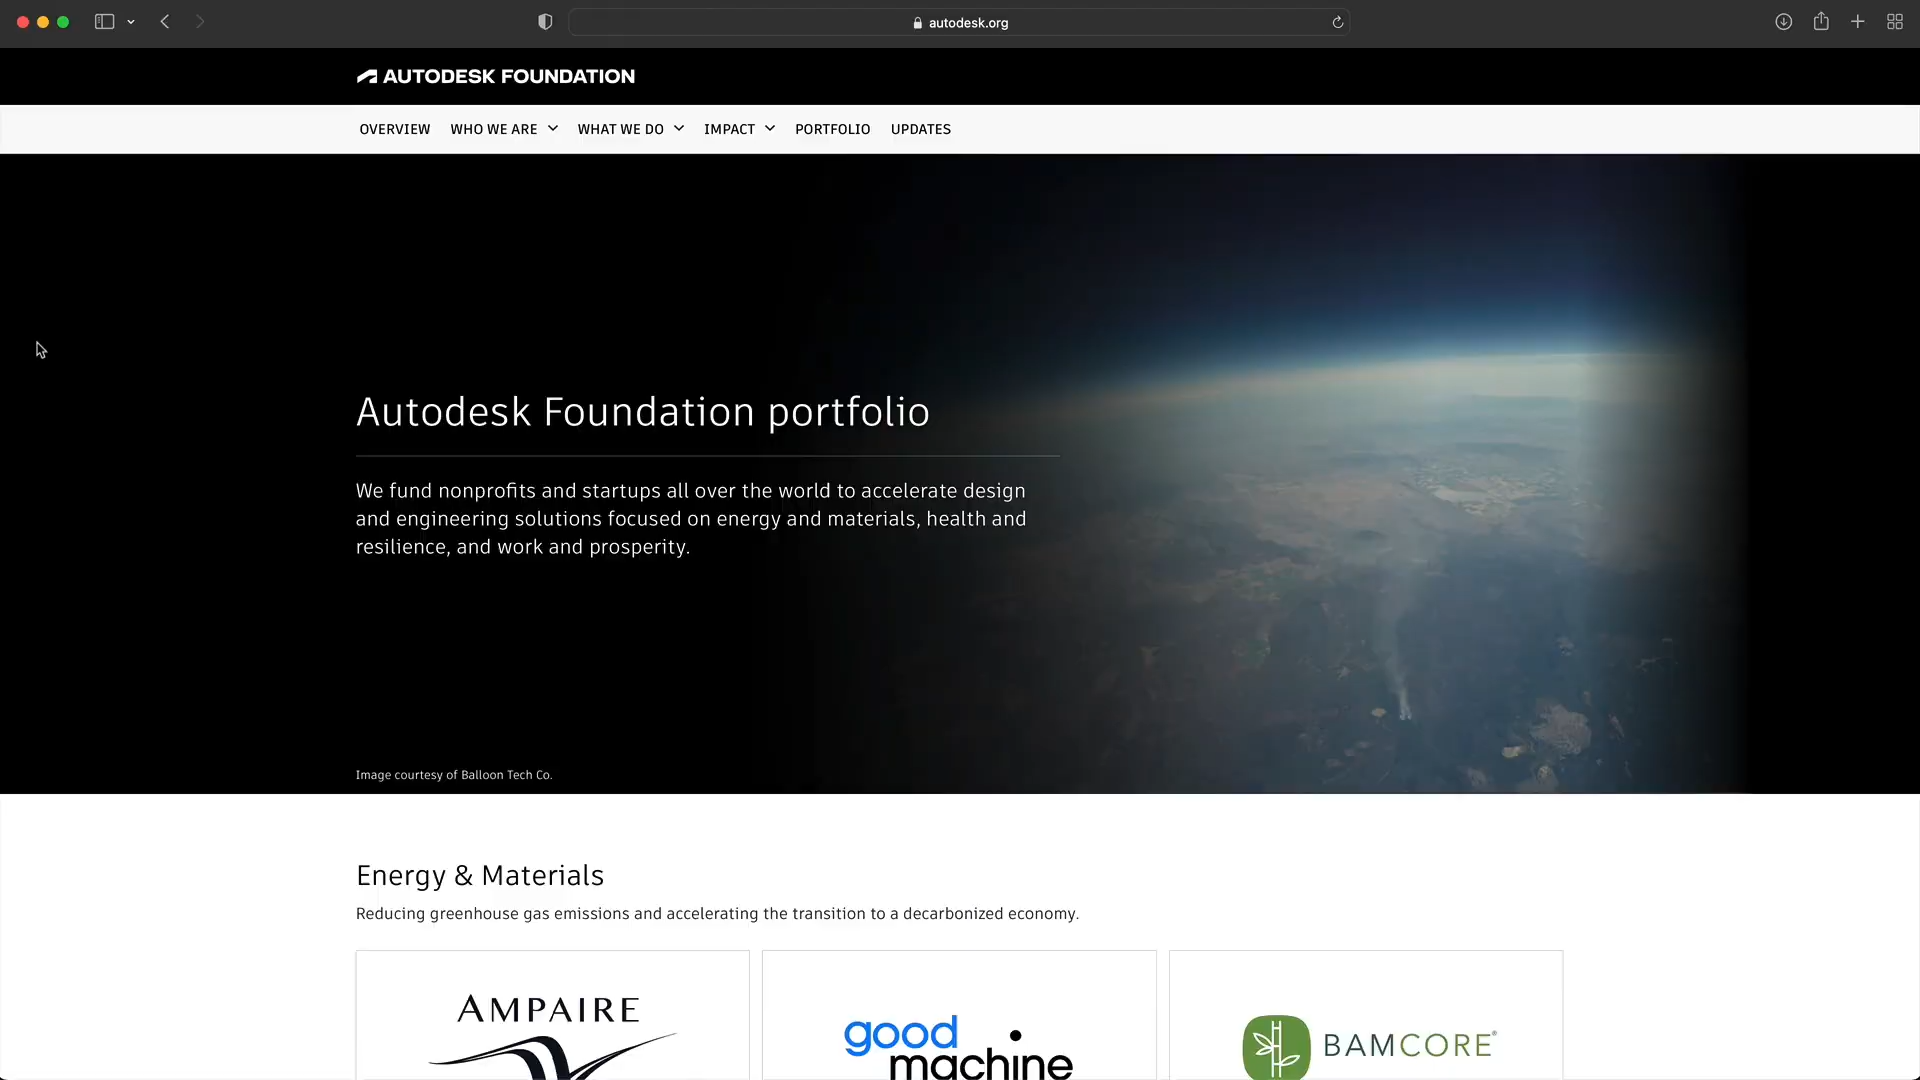 autodesk.org
AUTODESK FOUNDATION
OVERVIEW WHO WE ARE WHAT WE DO IMPACT PORTFOLIO UPDATES
Autodesk Foundation portfolio
We fund nonprofits and startups all over the world to accelerate design
and engineering solutions focused on energy and materials, health and
resilience, and work and prosperity.
Image courtesy of Balloon Tech Co.
Energy & Materials
Reducing greenhouse gas emissions and accelerating the transition to a decarbonized economy.
AMPAIRE
good
machine
BAMCORE®